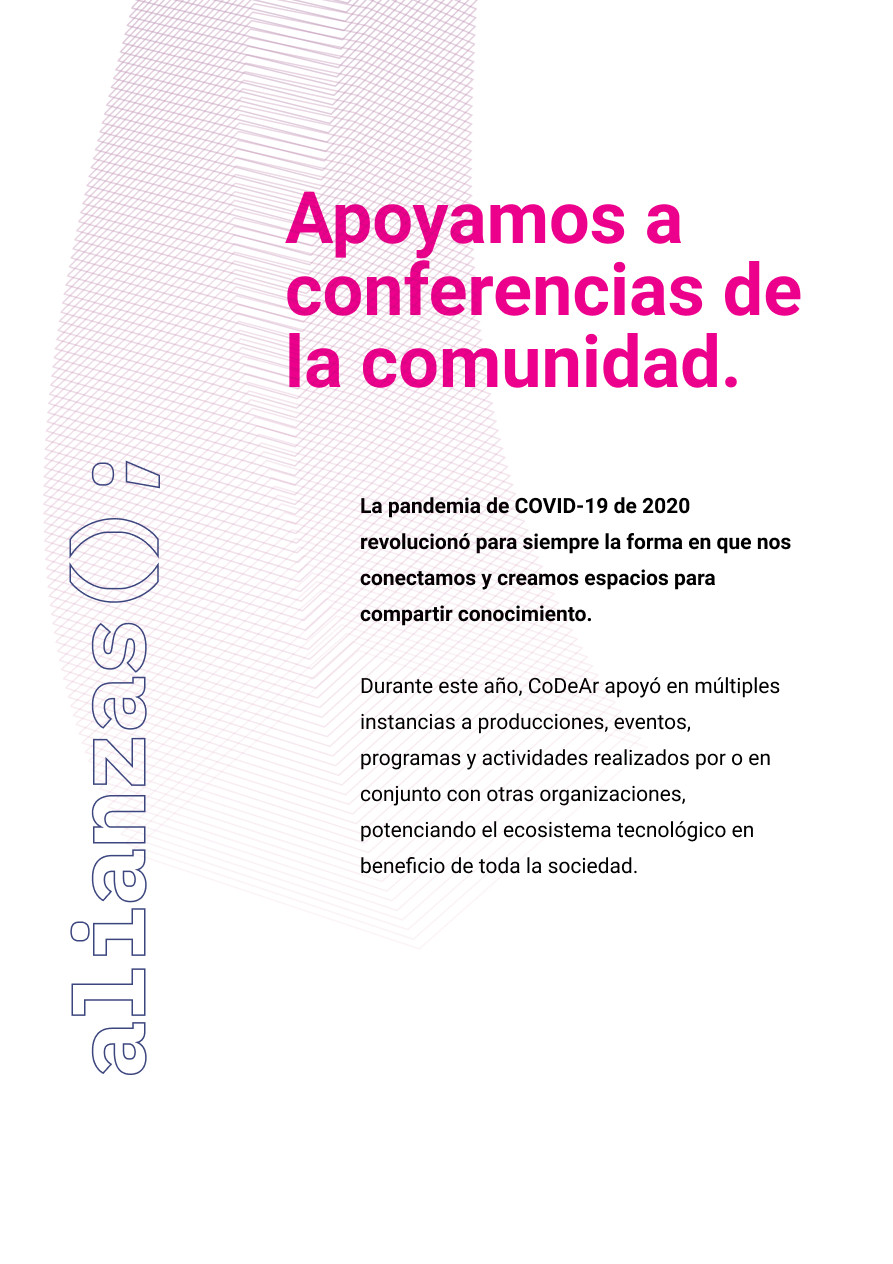 Apoyamos a
conferencias de
la comunidad.
alianzas();
La pandemia de COVID-19 de 2020
revolucionó para siempre la forma en que nos
conectamos y creamos espacios para
compartir conocimiento.
Durante este año, CoDeAr apoyó en múltiples
instancias a producciones, eventos,
programas y actividades realizados por o en
conjunto con otras organizaciones,
potenciando el ecosistema tecnológico en
beneficio de toda la sociedad.